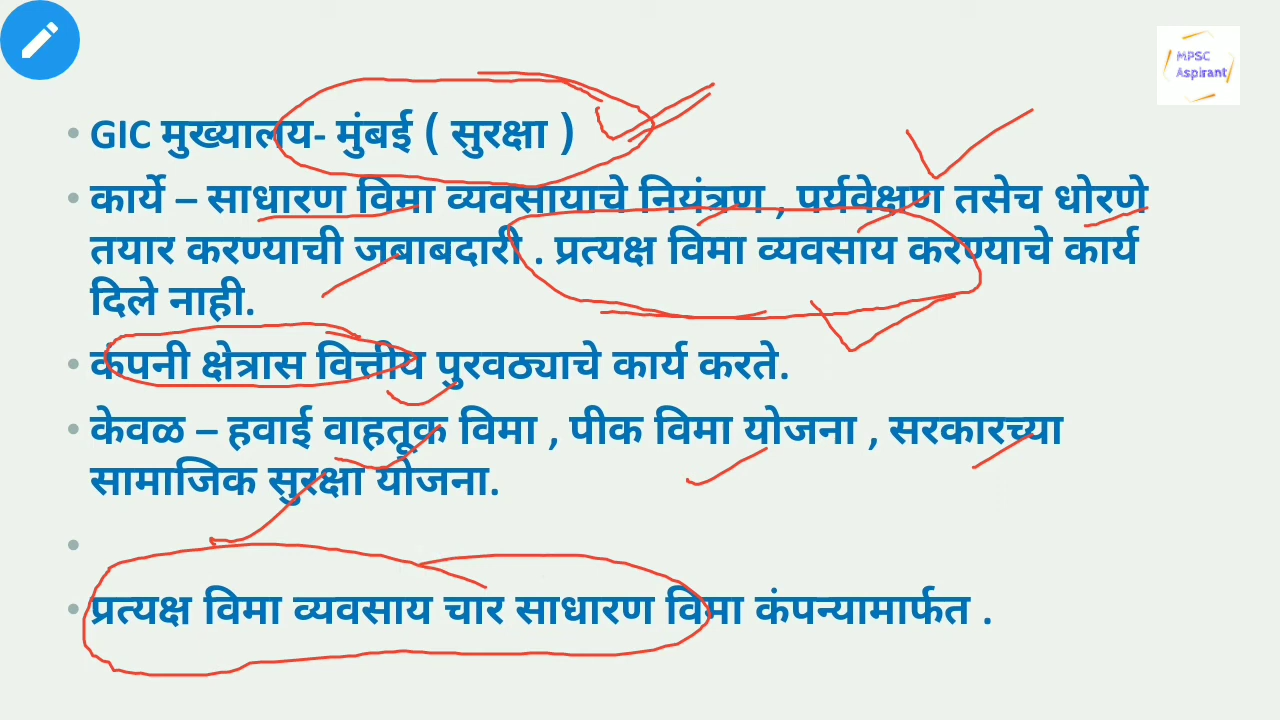 MPSC
Aspirant
• GIC मुख्यालय- मुंबई ( सुरक्षा )
• कार्ये – साधारण विमा व्यवसायाचे नियंत्रण , पर्यवेक्षण तसेच धोरणे
तयार करण्याची जबाबदारी . प्रत्यक्ष विमा व्यवसाय करण्याचे कार्य
दिले नाही.
• कंपनी क्षेत्रास वित्तीय पुरवठ्याचे कार्य करते.
• केवळ – हवाई वाहतूक विमा , पीक विमा योजना , सरकारच्या
सामाजिक सुरक्षा योजना.
•
• प्रत्यक्ष विमा व्यवसाय चार साधारण विमा कंपन्यामार्फत .